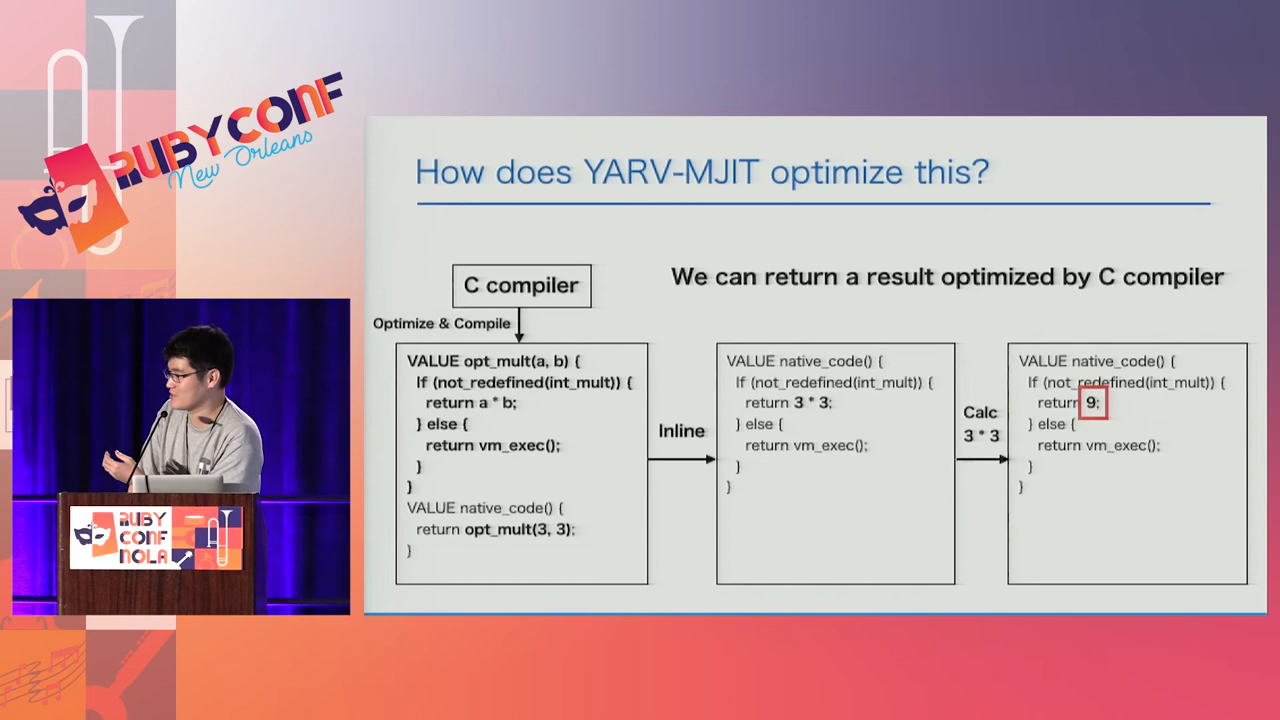 RUBYCONF
New Orleans
How does YARV-MJIT optimize this?
C compiler
We can return a result optimized by C compiler
Optimize & Compile
VALUE opt_mult(a, b) {
If (not_redefined(int_mult)) {
return a * b;
} else {
return vm_exec();
}
}
VALUE native_code() {
return opt_mult(3, 3);
}
Inline
VALUE native_code() {
If (not_redefined(int_mult)) {
return 3 * 3;
} else {
return vm_exec();
}
}
Calc
3 * 3
VALUE native_code() {
If (not_redefined(int_mult)) {
return 9;
} else {
return vm_exec();
}
}
RUBY
CONF
NOLA